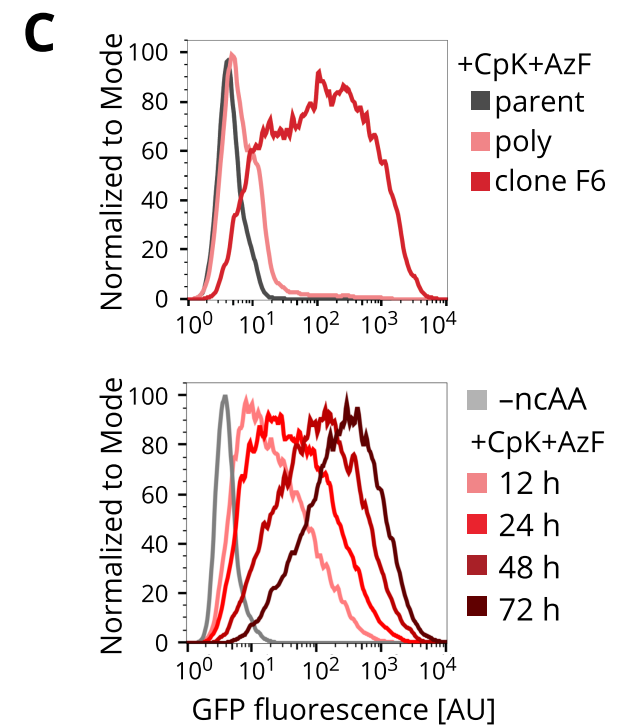 C
Normalized to Mode
100
80
60
40
20
0
10⁰ 10¹ 10² 10³ 10⁴
+CpK+AzF
parent
poly
clone F6
Normalized to Mode
100
80
60
40
20
0
10⁰ 10¹ 10² 10³ 10⁴
GFP fluorescence [AU]
–ncAA
+CpK+AzF
12 h
24 h
48 h
72 h